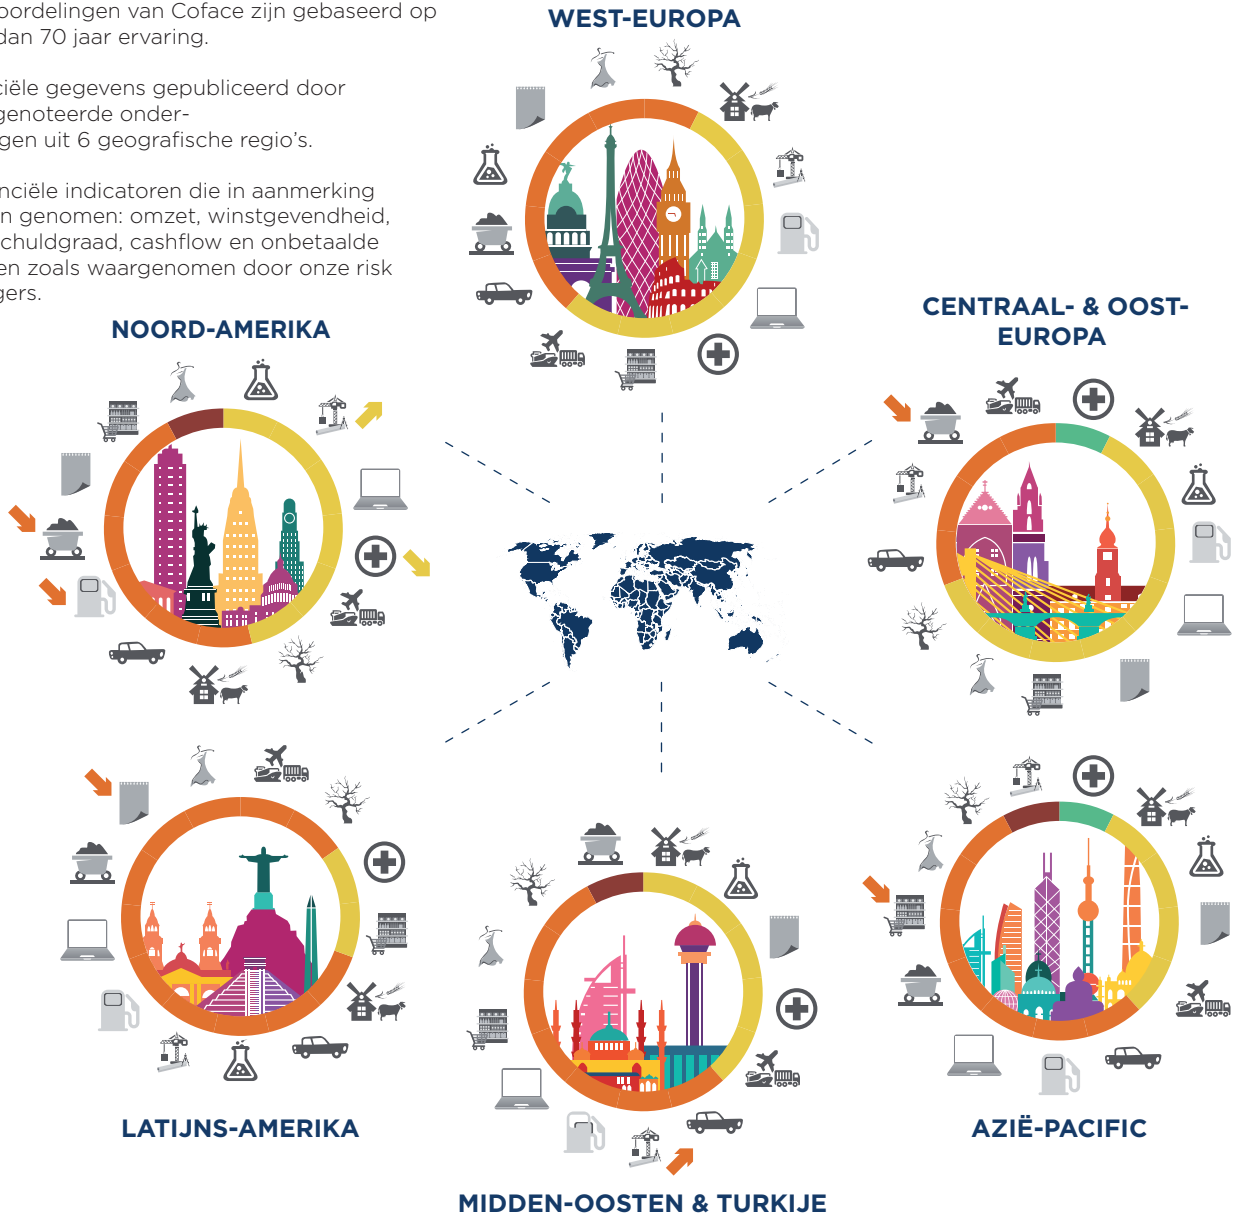 oordelingen van Coface zijn gebaseerd op
dan 70 jaar ervaring.
ciële gegevens gepubliceerd door
genoteerde onder-
gen uit 6 geografische regio's.
nciële indicatoren die in aanmerking
n genomen: omzet, winstgevendheid,
chuldgraad, cashflow en onbetaalde
en zoals waargenomen door onze risk
gers.
WEST-EUROPA
NOORD-AMERIKA
CENTRAAL- & OOST-
EUROPA
LATIJNS-AMERIKA
AZIË-PACIFIC
MIDDEN-OOSTEN & TURKIJE